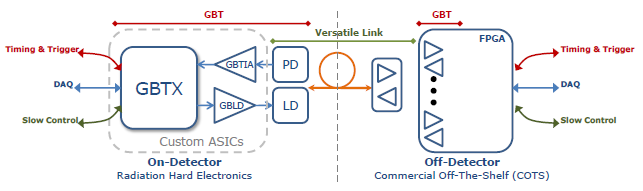 GBT
GBT
Versatile Link
FPGA
Timing & Trigger
DAQ
Slow Control
GBTX
GBTIA
GBLD
PD
LD
Custom ASICs
Timing & Trigger
DAQ
Slow Control
On-Detector
Radiation Hard Electronics
Off-Detector
Commercial Off-The-Shelf (COTS)